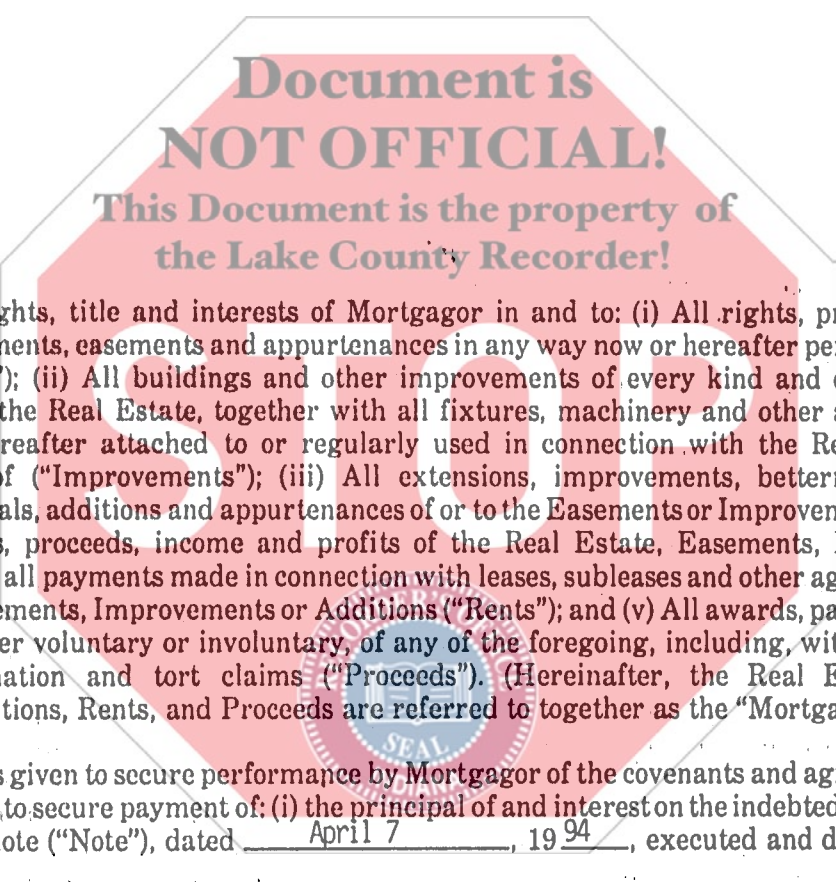 Document is
NOT OFFICIAL!
This Document is the property of
the Lake County Recorder!
STOP
ghts, title and interests of Mortgagor in and to: (i) All rights, pr
nents, easements and appurtenances in any way now or hereafter pe
"); (ii) All buildings and other improvements of every kind and
the Real Estate, together with all fixtures, machinery and other
reafter attached to or regularly used in connection with the Re
of ("Improvements"); (iii) All extensions, improvements, better
als, additions and appurtenances of or to the Easements or Improvem
s, proceeds, income and profits of the Real Estate, Easements,
all payments made in connection with leases, subleases and other ag
ements, Improvements or Additions ("Rents"); and (v) All awards, pa
er voluntary or involuntary, of any of the foregoing, including, wit
nation and tort claims ("Proceeds"). (Hereinafter, the Real E
tions, Rents, and Proceeds are referred to together as the "Mortga
SEAL
s given to secure performance by Mortgagor of the covenants and ag
to secure payment of: (i) the principal of and interest on the indebted
ote ("Note"), dated April 7, 19 94, executed and d